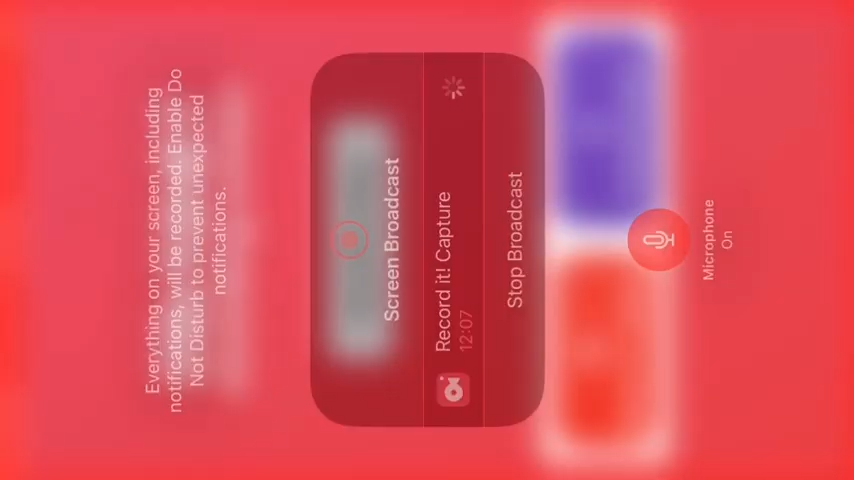 Everything on your screen, including
notifications, will be recorded. Enable Do
Not Disturb to prevent unexpected
notifications.
Screen Broadcast
Record it! Capture
12:07
Stop Broadcast
Microphone
On